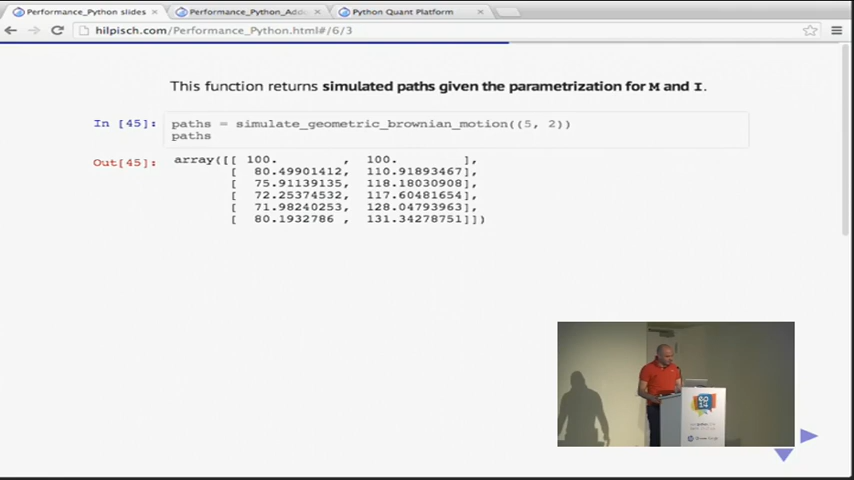 Performance_Python slides
Performance_Python_Adde
Python Quant Platform
hilpisch.com/Performance_Python.html#/6/3
This function returns simulated paths given the parametrization for M and I.
In [45]: paths = simulate_geometric_brownian_motion((5, 2))
paths
Out[45]: array([[ 100. , 100. ],
[ 80.49901412, 110.91893467],
[ 75.91139135, 118.18030908],
[ 72.25374532, 117.60481654],
[ 71.98240253, 128.04793963],
[ 80.1932786 , 131.34278751]])